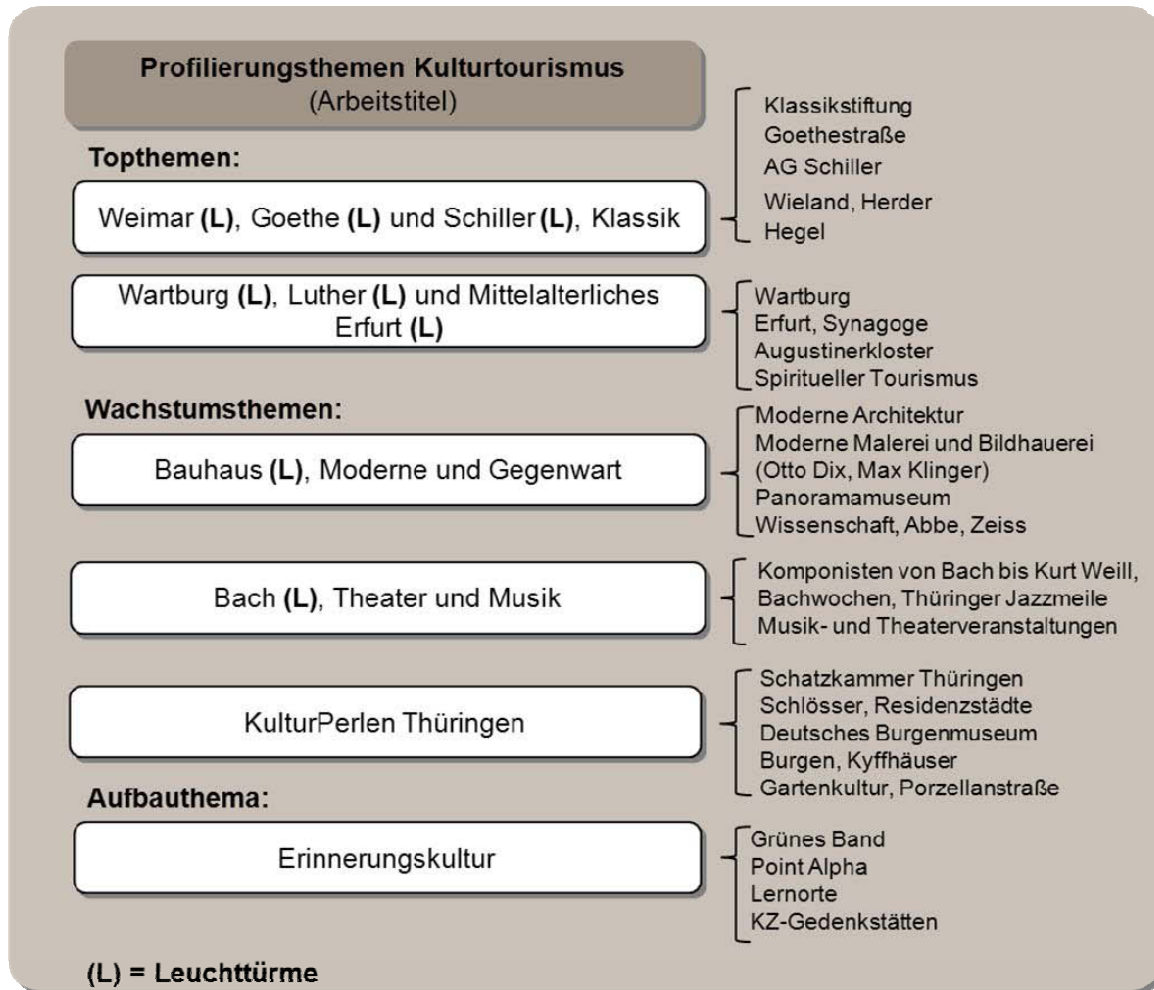 Profilierungsthemen Kulturtourismus
(Arbeitstitel)
Topthemen:
Weimar (L), Goethe (L) und Schiller (L), Klassik
Klassikstiftung
Goethestraße
AG Schiller
Wieland, Herder
Hegel
Wartburg (L), Luther (L) und Mittelalterliches
Erfurt (L)
Wartburg
Erfurt, Synagoge
Augustinerkloster
Spiritueller Tourismus
Wachstumsthemen:
Bauhaus (L), Moderne und Gegenwart
Moderne Architektur
Moderne Malerei und Bildhauerei
(Otto Dix, Max Klinger)
Panoramamuseum
Wissenschaft, Abbe, Zeiss
Bach (L), Theater und Musik
Komponisten von Bach bis Kurt Weill,
Bachwochen, Thüringer Jazzmeile
Musik- und Theaterveranstaltungen
KulturPerlen Thüringen
Schatzkammer Thüringen
Schlösser, Residenzstädte
Deutsches Burgenmuseum
Burgen, Kyffhäuser
Gartenkultur, Porzellanstraße
Aufbauthema:
Erinnerungskultur
Grünes Band
Point Alpha
Lernorte
KZ-Gedenkstätten
(L) = Leuchttürme